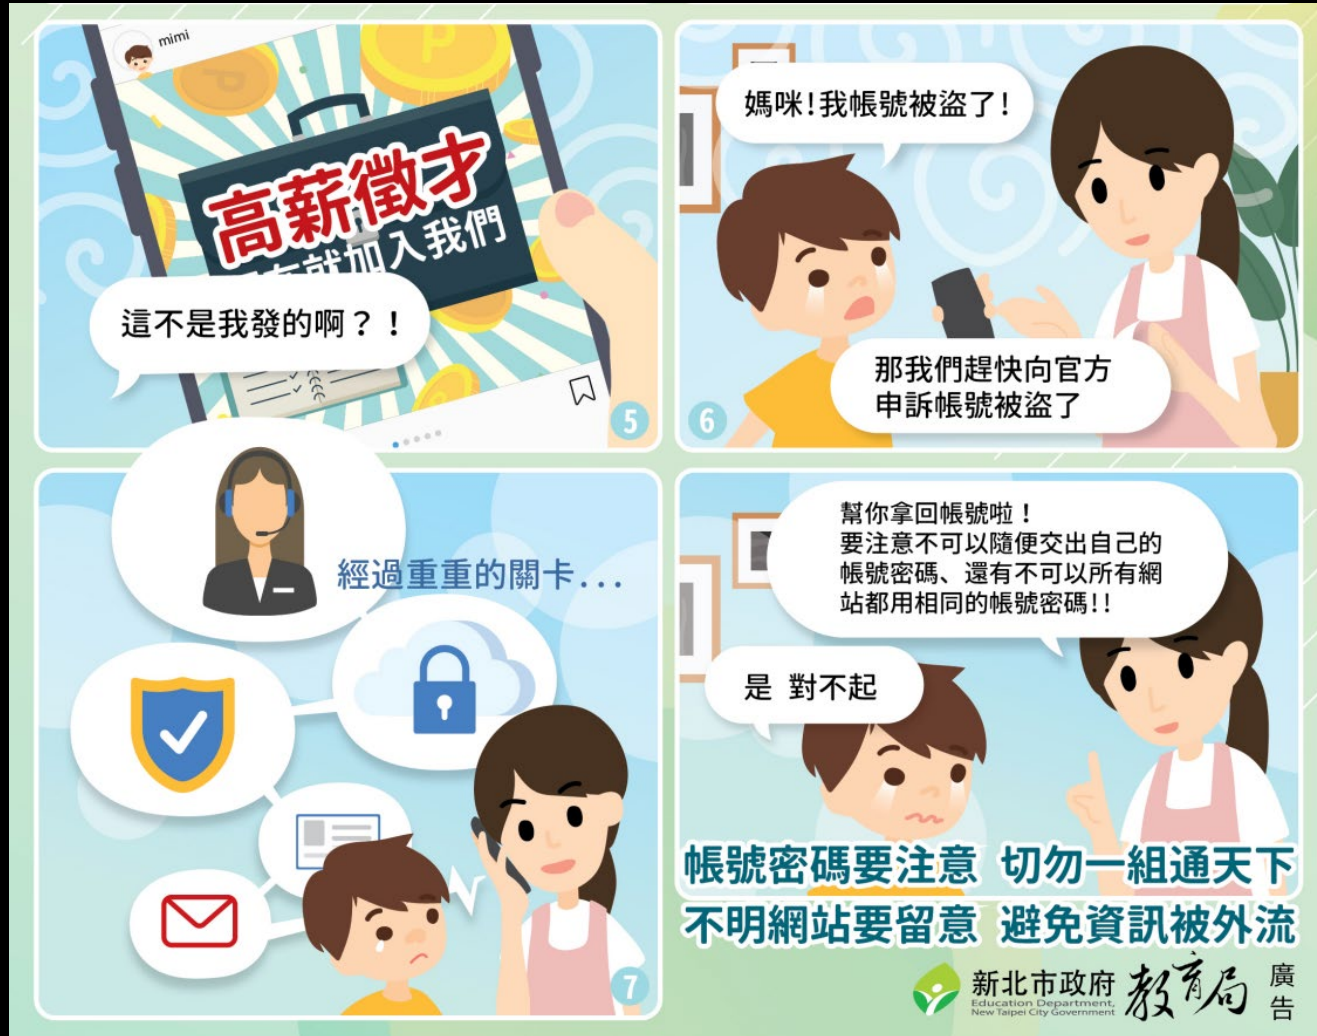 mimi
高薪徵才
就加入我們
這不是我發的啊？！
5
媽咪！我帳號被盜了！
那我們趕快向官方
申訴帳號被盜了
6
經過重重的關卡...
7
幫你拿回帳號啦！
要注意不可以隨便交出自己的
帳號密碼、還有不可以所有網
站都用相同的帳號密碼!!
是 對不起
帳號密碼要注意 切勿一組通天下
不明網站要留意 避免資訊被外流
新北市政府 教育局 廣告
Education Department,
New Taipei City Government